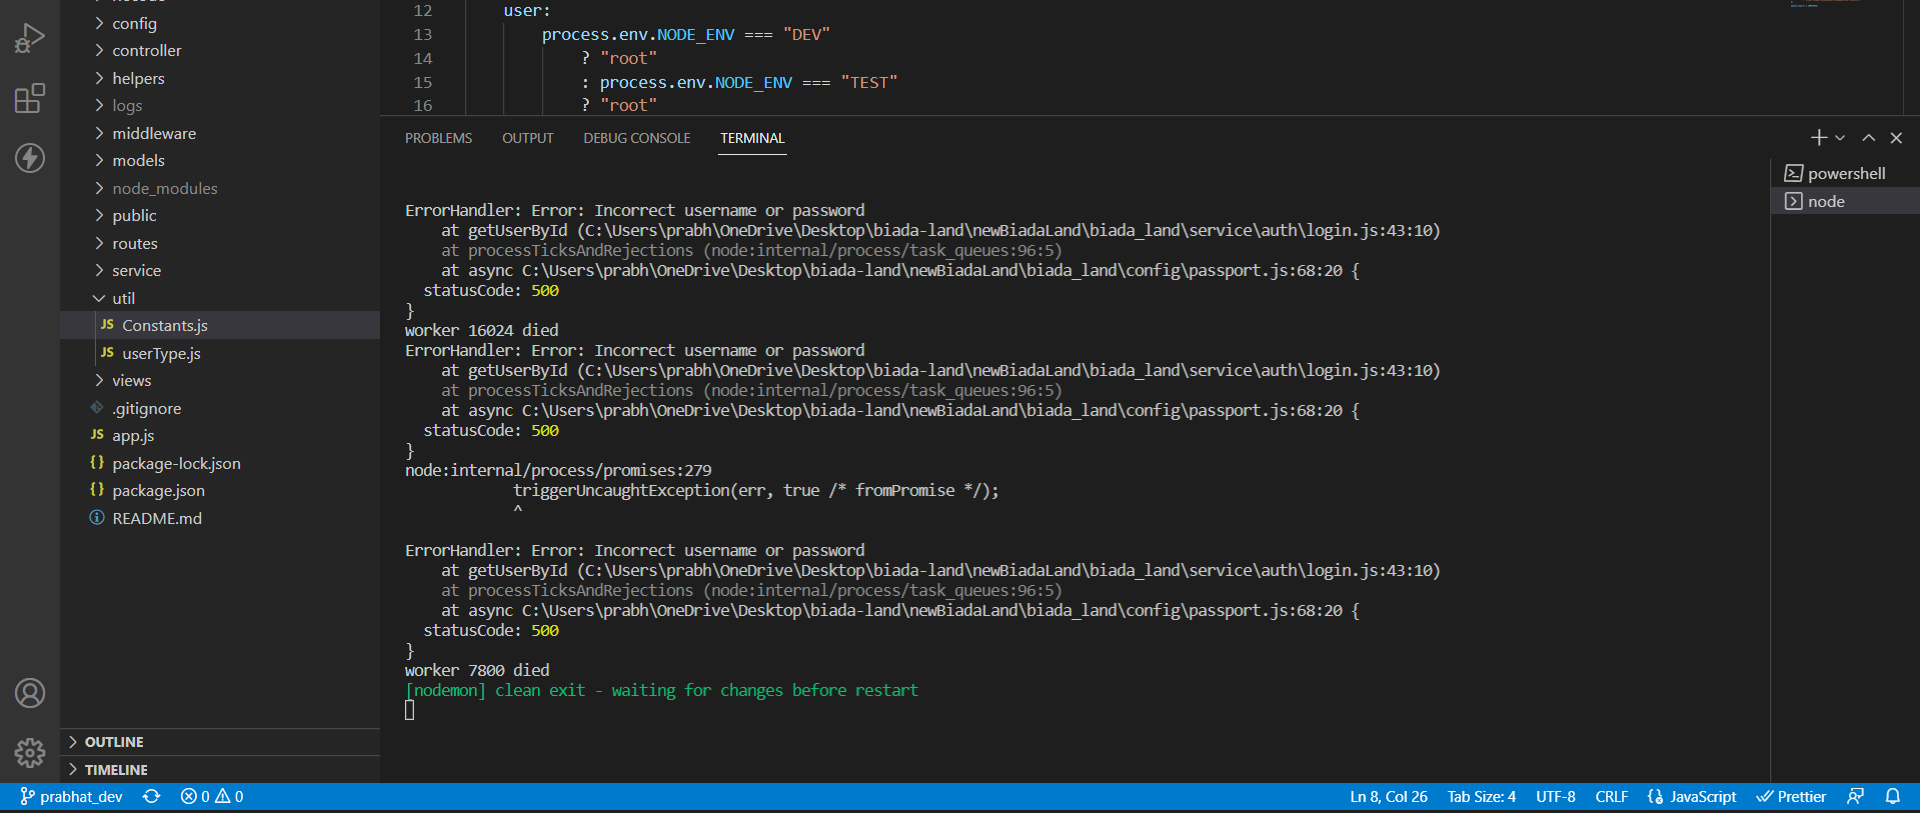 config
controller
helpers
logs
middleware
models
node_modules
public
routes
service
util
JS Constants.js
JS userType.js
views
.gitignore
JS app.js
{} package-lock.json
{} package.json
README.md
OUTLINE
TIMELINE
12 user:
13 process.env.NODE_ENV === "DEV"
14 ? "root"
15 : process.env.NODE_ENV === "TEST"
16 ? "root"
PROBLEMS OUTPUT DEBUG CONSOLE TERMINAL
powershell
node
ErrorHandler: Error: Incorrect username or password
at getUserById (C:\Users\prabh\OneDrive\Desktop\biada-land\newBiadaLand\biada_land\service\auth\login.js:43:10)
at processTicksAndRejections (node:internal/process/task_queues:96:5)
at async C:\Users\prabh\OneDrive\Desktop\biada-land\newBiadaLand\biada_land\config\passport.js:68:20 {
statusCode: 500
}
worker 16024 died
ErrorHandler: Error: Incorrect username or password
at getUserById (C:\Users\prabh\OneDrive\Desktop\biada-land\newBiadaLand\biada_land\service\auth\login.js:43:10)
at processTicksAndRejections (node:internal/process/task_queues:96:5)
at async C:\Users\prabh\OneDrive\Desktop\biada-land\newBiadaLand\biada_land\config\passport.js:68:20 {
statusCode: 500
}
node:internal/process/promises:279
triggerUncaughtException(err, true /* fromPromise */);
^
ErrorHandler: Error: Incorrect username or password
at getUserById (C:\Users\prabh\OneDrive\Desktop\biada-land\newBiadaLand\biada_land\service\auth\login.js:43:10)
at processTicksAndRejections (node:internal/process/task_queues:96:5)
at async C:\Users\prabh\OneDrive\Desktop\biada-land\newBiadaLand\biada_land\config\passport.js:68:20 {
statusCode: 500
}
worker 7800 died
[nodemon] clean exit - waiting for changes before restart
prabhat_dev 0 0 Ln 8, Col 26 Tab Size: 4 UTF-8 CRLF JavaScript Prettier